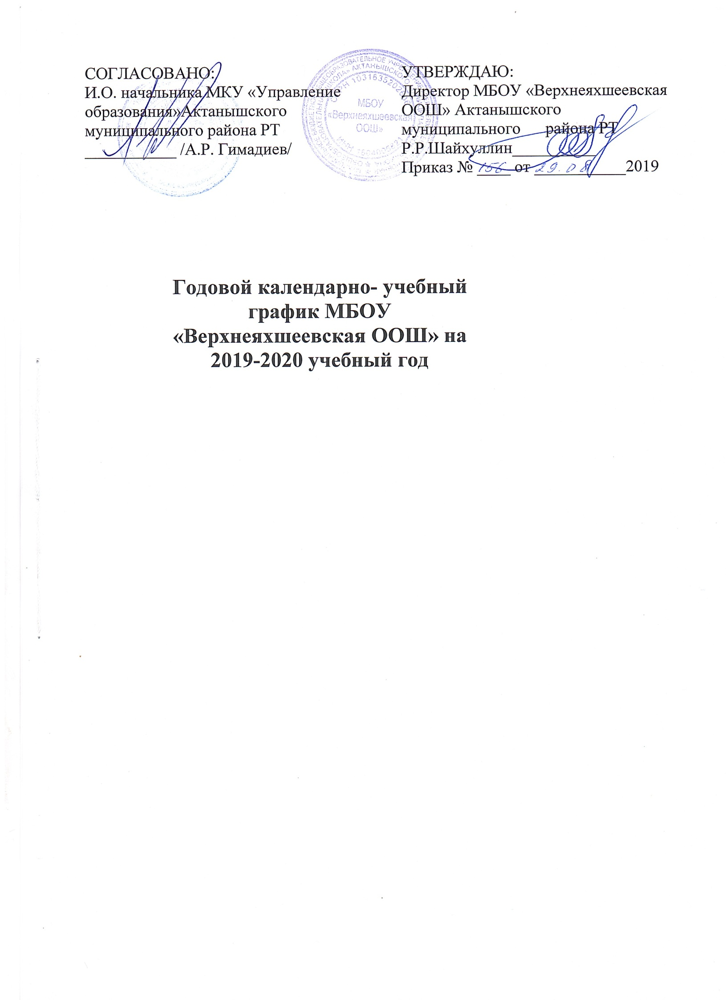 СОГЛАСОВАНО:
И.О. начальника МКУ «Управление
образования»Актанышского
муниципального района РТ
___________ /А.Р. Гимадиев/
УТВЕРЖДАЮ:
Директор МБОУ «Верхнеяхшеевская
ООШ» Актанышского
муниципального района РТ
Р.Р.Шайхуллин__________
Приказ № 156 от 29.08 2019
МБОУ
«Верхнеяхшеевская
ООШ»
Годовой календарно- учебный
график МБОУ
«Верхнеяхшеевская ООШ» на
2019-2020 учебный год